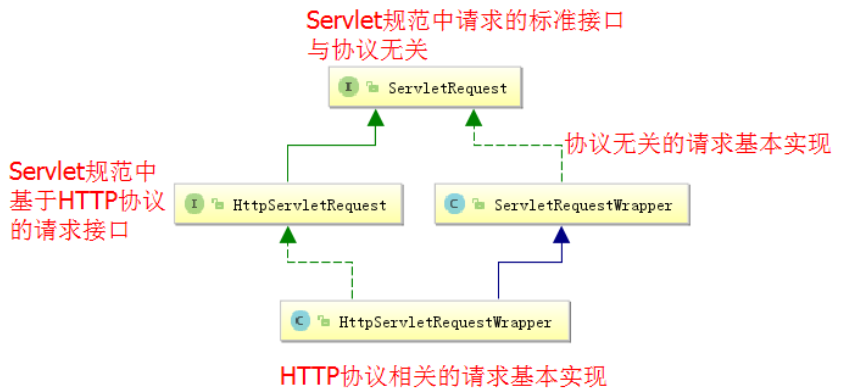 Servlet规范中请求的标准接口
与协议无关
I ServletRequest
协议无关的请求基本实现
Servlet规范中
基于HTTP协议
的请求接口
I HttpServletRequest
C ServletRequestWrapper
C HttpServletRequestWrapper
HTTP协议相关的请求基本实现